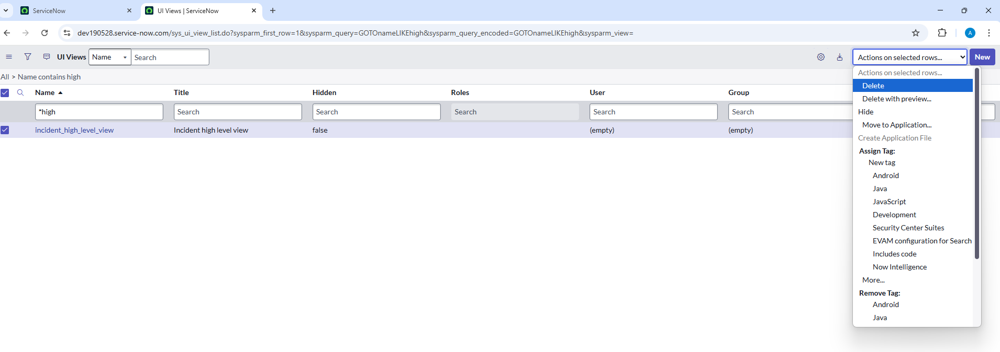 ServiceNow
UI Views | ServiceNow
dev190528.service-now.com/sys_ui_view_list.do?sysparm_first_row=1&sysparm_query=GOTOnameLIKEhigh&sysparm_query_encoded=GOTOnameLIKEhigh&sysparm_view=
A
UI Views Name Search Actions on selected rows... New
All > Name contains high
Name Title Hidden Roles User Group
*high Search Search Search Search Search
incident_high_level_view Incident high level view false (empty) (empty)
Actions on selected rows...
Delete
Delete with preview...
Hide
Move to Application...
Create Application File
Assign Tag:
New tag
Android
Java
JavaScript
Development
Security Center Suites
EVAM configuration for Search
Includes code
Now Intelligence
More...
Remove Tag:
Android
Java